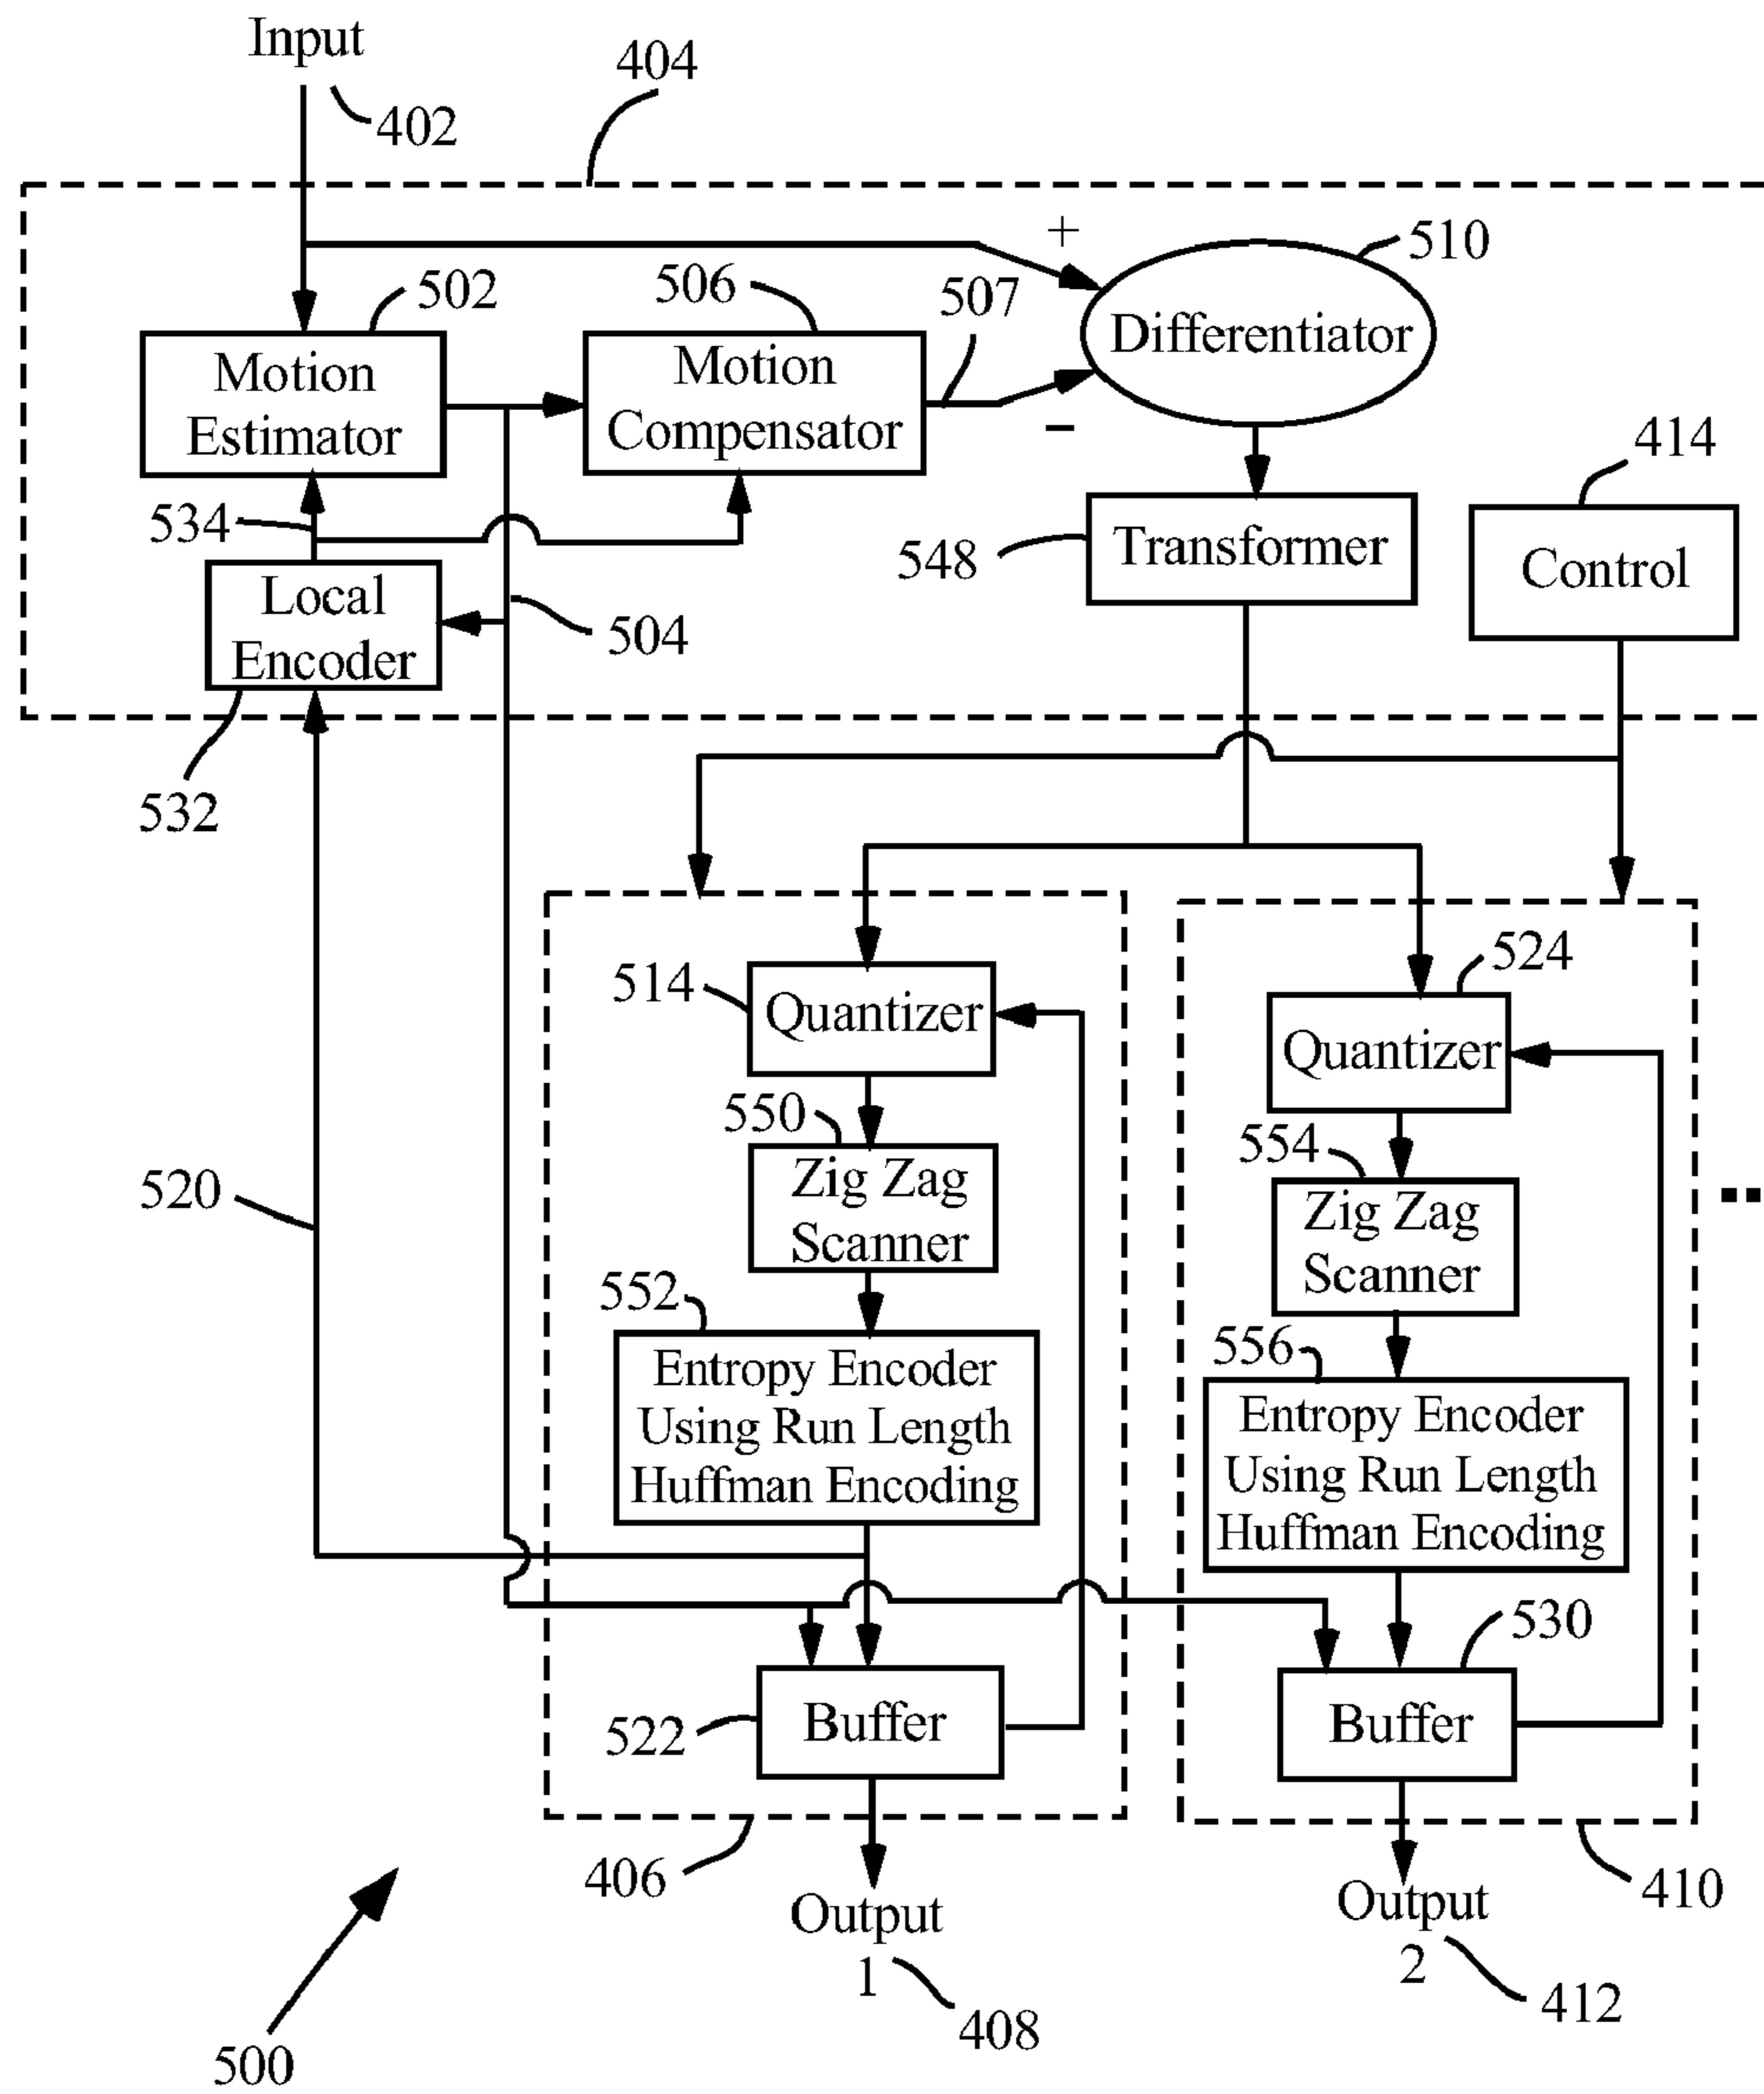 Input
402
404
+
510
502
506
507
Differentiator
Motion
Estimator
Motion
Compensator
−
414
534
548
Transformer
Control
Local
Encoder
504
532
514
Quantizer
524
Quantizer
550
Zig Zag
Scanner
554
Zig Zag
Scanner
520
552
Entropy Encoder
Using Run Length
Huffman Encoding
556
Entropy Encoder
Using Run Length
Huffman Encoding
530
522
Buffer
Buffer
406
410
Output
1
408
Output
2
412
500